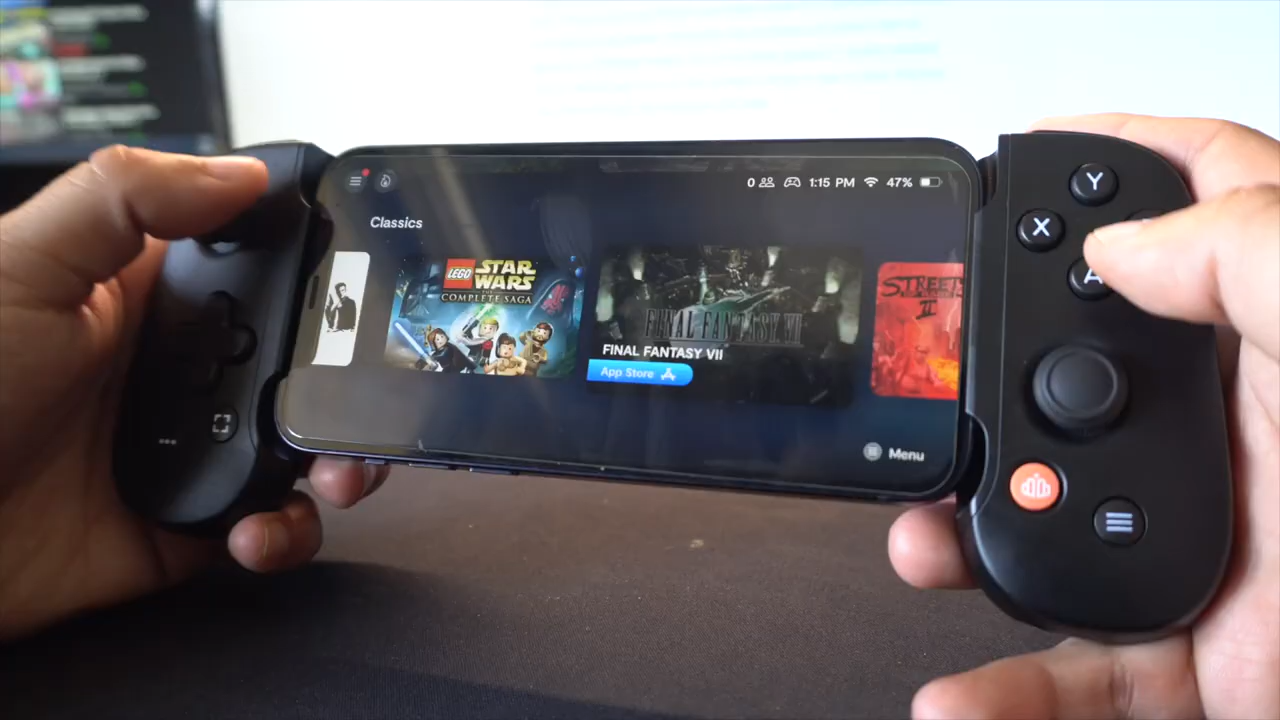 0
1:15 PM
47%
Classics
LEGO
STAR
WARS
THE
COMPLETE SAGA
FINAL FANTASY VII
FINAL FANTASY VII
App Store
STREETS
II
Menu
Y
X
A